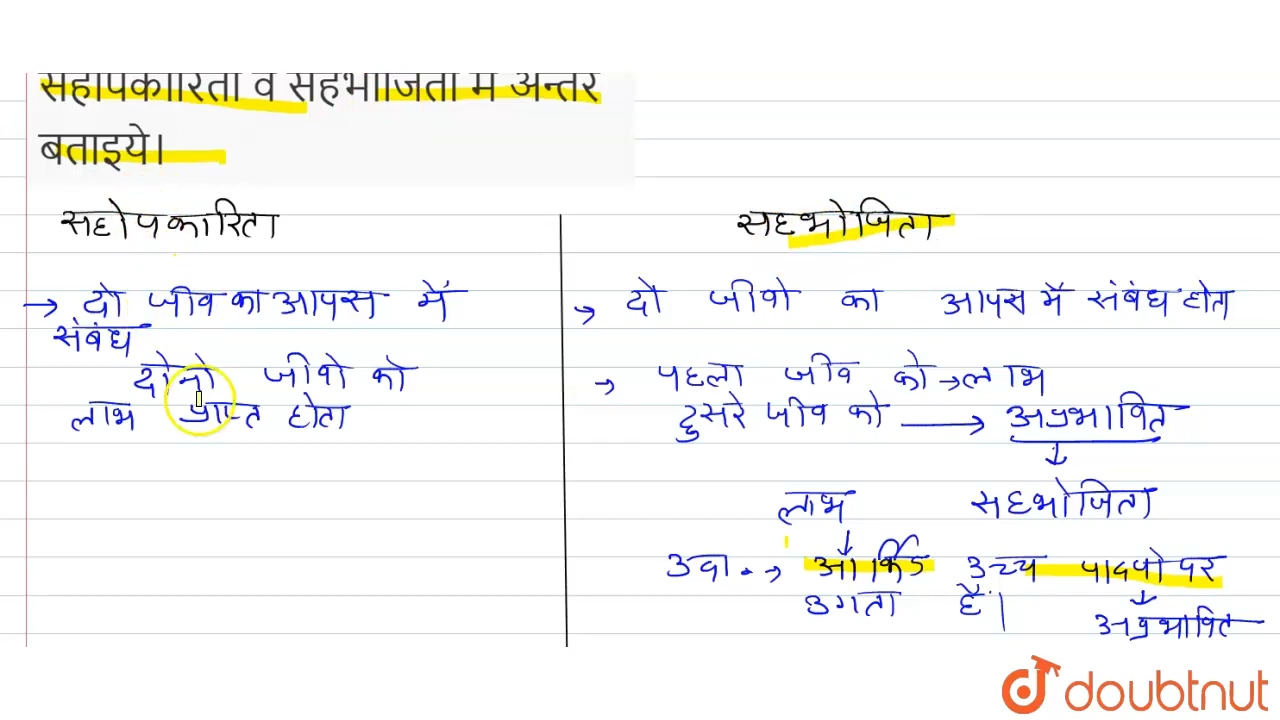 सहोपकारिता व सहभोजिता में अन्तर
बताइये।
सहोपकारिता
→ दो जीव का आपस में
संबंध
दोनो जीवो को
लाभ प्राप्त होता
सहभोजिता
→ दो जीवो का आपस में संबंध होता
→ पहला जीव को → लाभ
दुसरे जीव को → अप्रभावित
लाभ सहभोजिता
उदा. → आर्किड उच्च पादपो पर
उगता है।
अप्रभावित
doubtnut